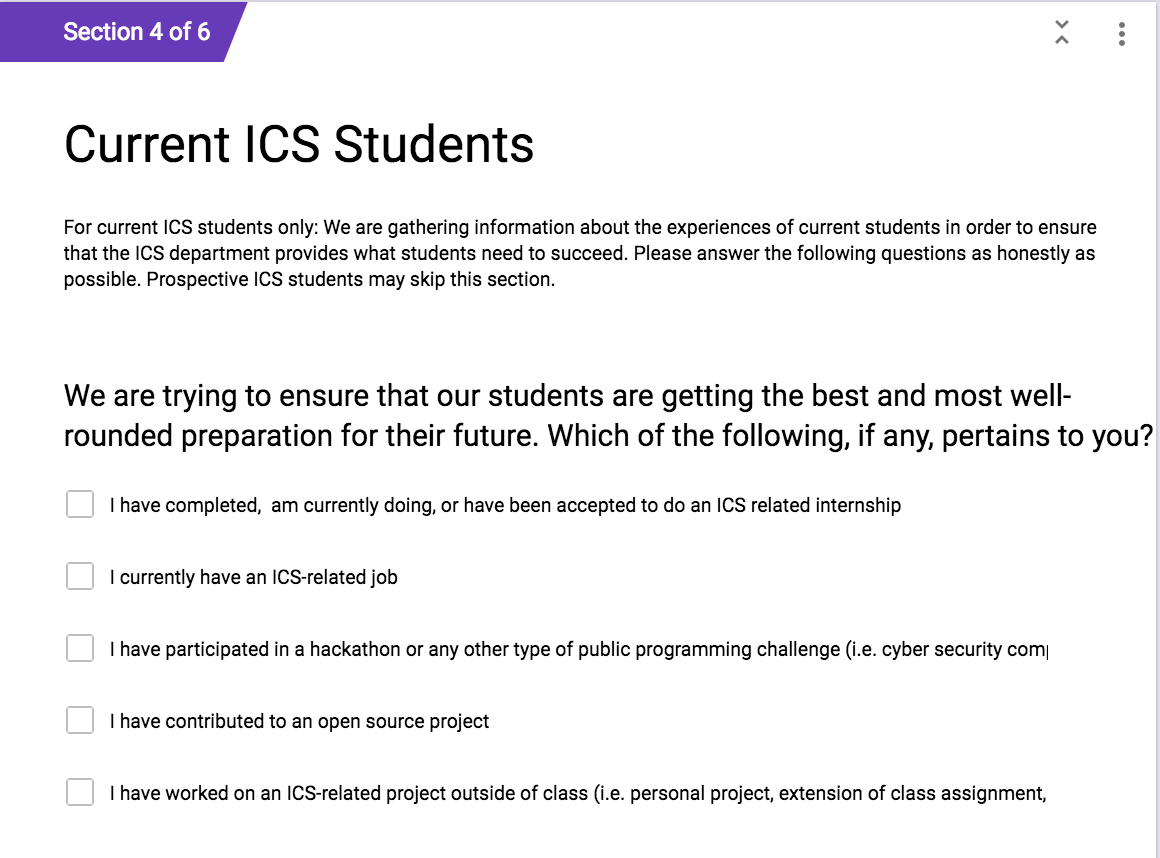 Section 4 of 6
Current ICS Students
For current ICS students only: We are gathering information about the experiences of current students in order to ensure
that the ICS department provides what students need to succeed. Please answer the following questions as honestly as
possible. Prospective ICS students may skip this section.
We are trying to ensure that our students are getting the best and most well-
rounded preparation for their future. Which of the following, if any, pertains to you?
I have completed,  am currently doing, or have been accepted to do an ICS related internship
I currently have an ICS-related job
I have participated in a hackathon or any other type of public programming challenge (i.e. cyber security
I have contributed to an open source project
I have worked on an ICS-related project outside of class (i.e. personal project, extension of class assignment,